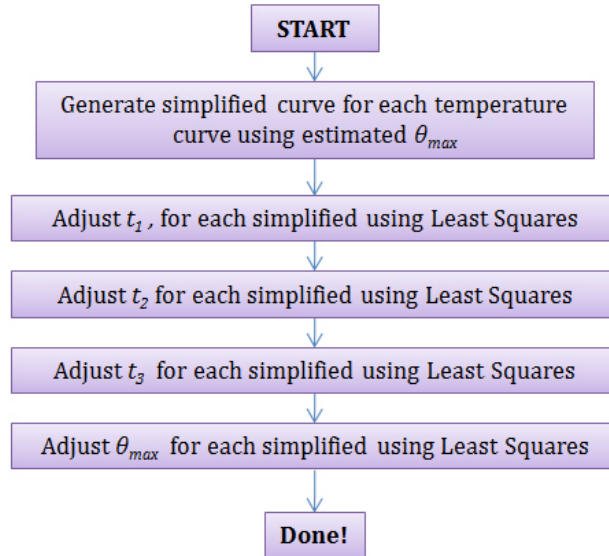 START
Generate simplified curve for each temperature
curve using estimated θmax
Adjust t1 , for each simplified using Least Squares
Adjust t2 for each simplified using Least Squares
Adjust t3 for each simplified using Least Squares
Adjust θmax for each simplified using Least Squares
Done!